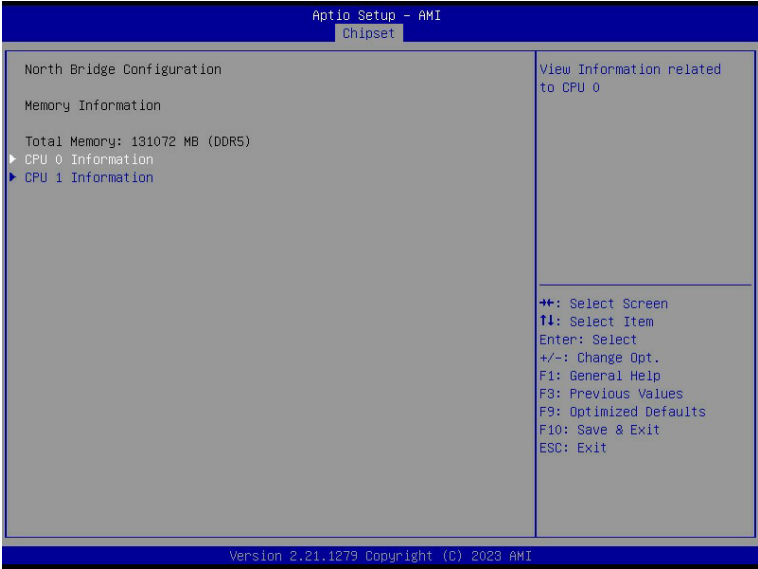 Aptio Setup – AMI
Chipset
North Bridge Configuration
Memory Information
Total Memory: 131072 MB (DDR5)
▶ CPU 0 Information
▶ CPU 1 Information
View Information related
to CPU 0
→←: Select Screen
↑↓: Select Item
Enter: Select
+/-: Change Opt.
F1: General Help
F3: Previous Values
F9: Optimized Defaults
F10: Save & Exit
ESC: Exit
Version 2.21.1279 Copyright (C) 2023 AMI